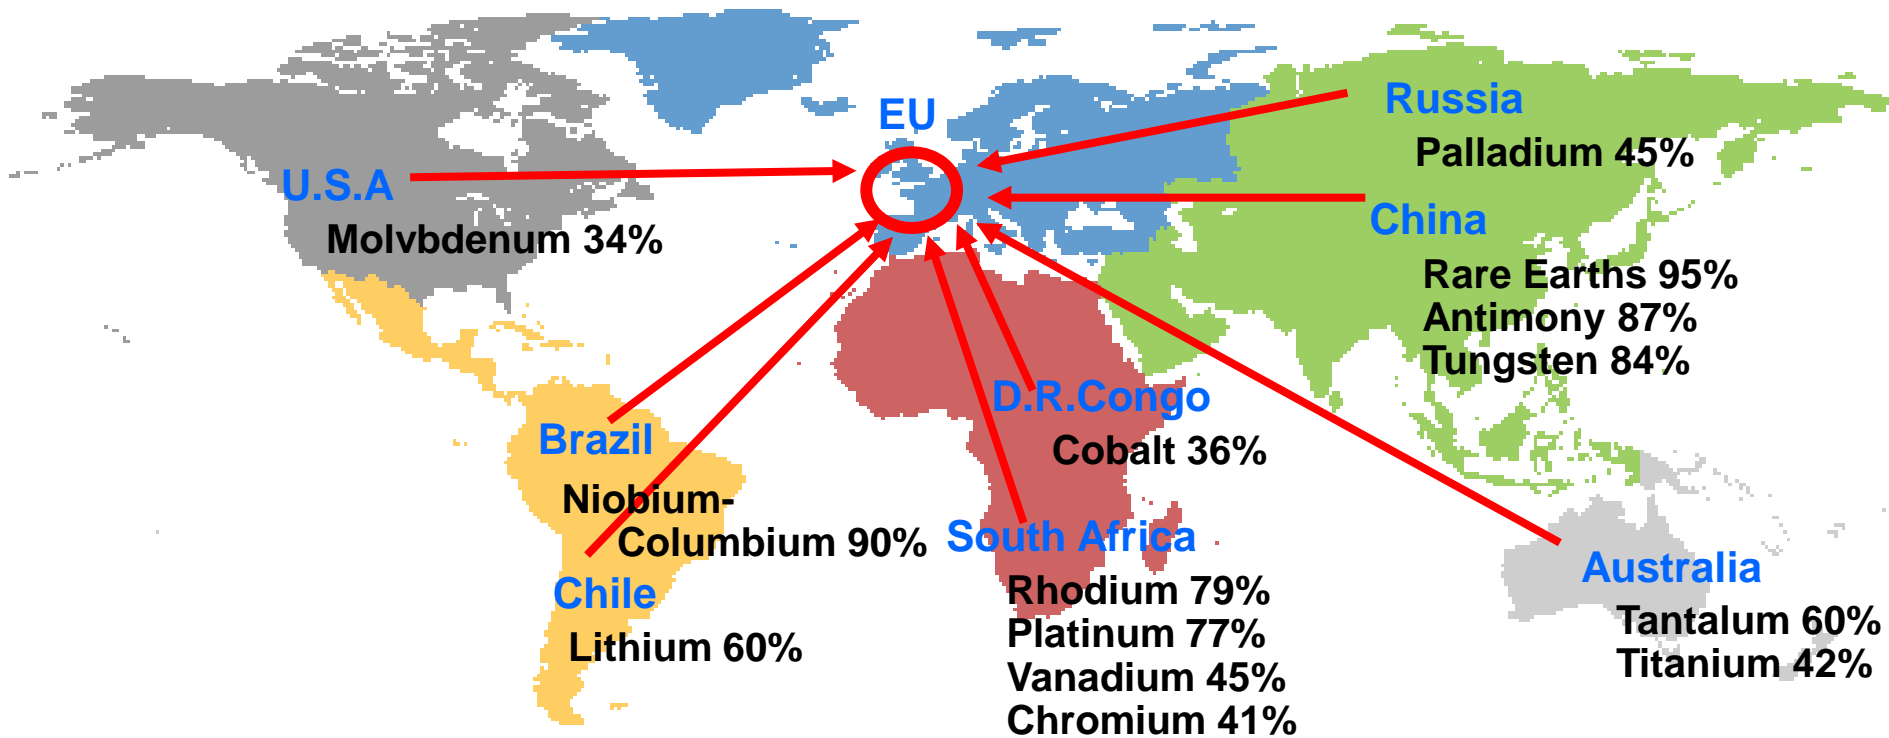 EU
U.S.A
Molvbdenum 34%
Russia
Palladium 45%
China
Rare Earths 95%
Antimony 87%
Tungsten 84%
Brazil
Niobium-
Columbium 90%
Chile
Lithium 60%
D.R.Congo
Cobalt 36%
South Africa
Rhodium 79%
Platinum 77%
Vanadium 45%
Chromium 41%
Australia
Tantalum 60%
Titanium 42%